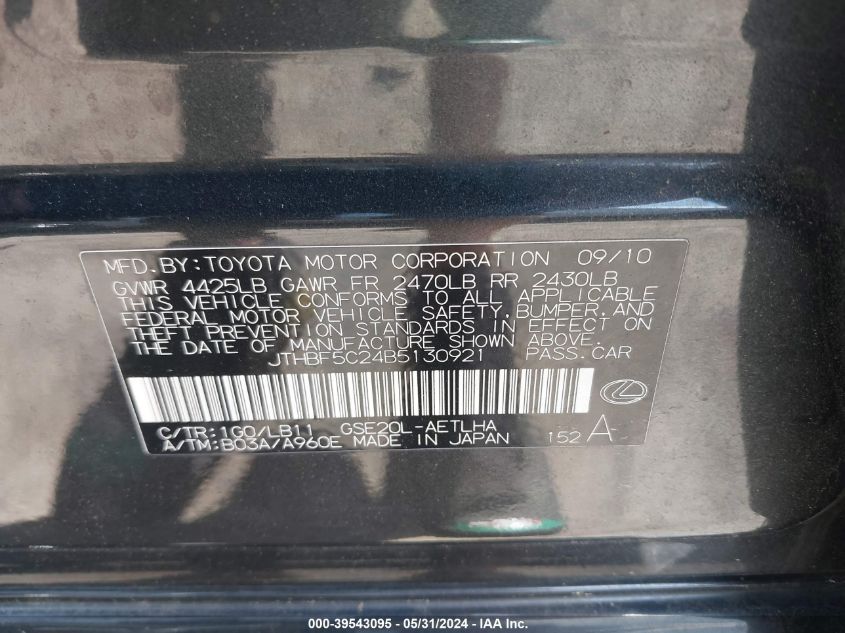 MFD. BY: TOYOTA MOTOR CORPORATION 09/10
GVWR 4425LB GAWR FR 2470LB RR 2430LB
THIS VEHICLE CONFORMS TO ALL APPLICABLE
FEDERAL MOTOR VEHICLE SAFETY, BUMPER, AND
THEFT PREVENTION STANDARDS IN EFFECT ON
THE DATE OF MANUFACTURE SHOWN ABOVE.
JTHBF5C24B5130921 PASS. CAR
C/TR: 1G0/LB11 GSE20L-AETLHA
A/TM: B03A/A960E MADE IN JAPAN 152 A
000-39543095 - 05/31/2024 - IAA Inc.